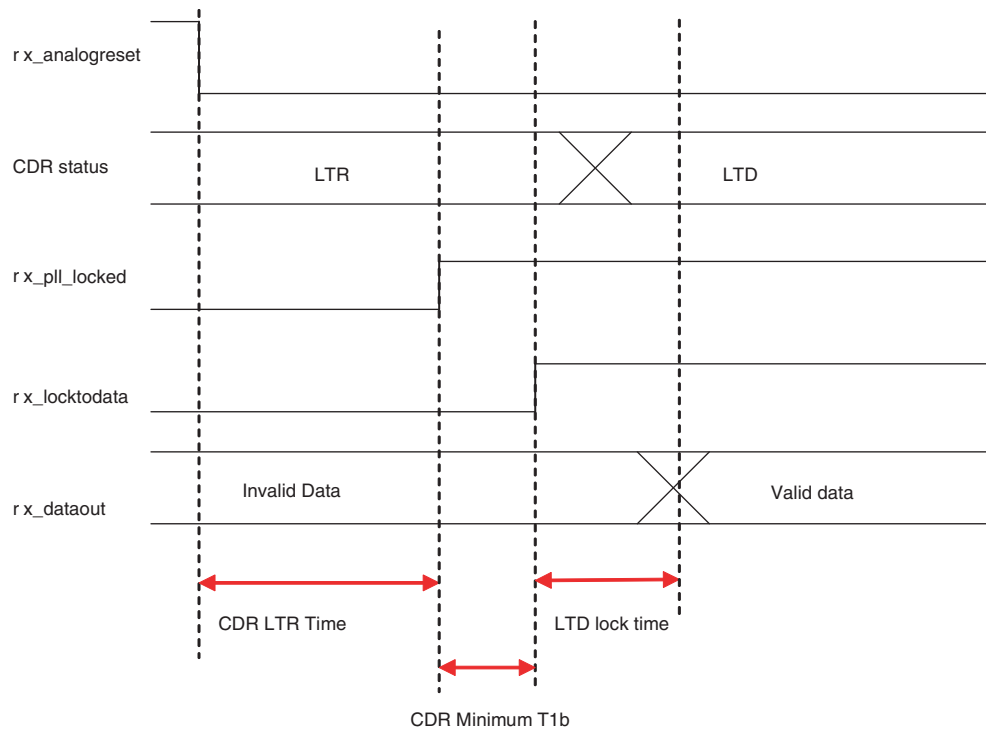 r x_analogreset
CDR status
LTR
LTD
r x_pll_locked
r x_locktodata
r x_dataout
Invalid Data
Valid data
CDR LTR Time
LTD lock time
CDR Minimum T1b